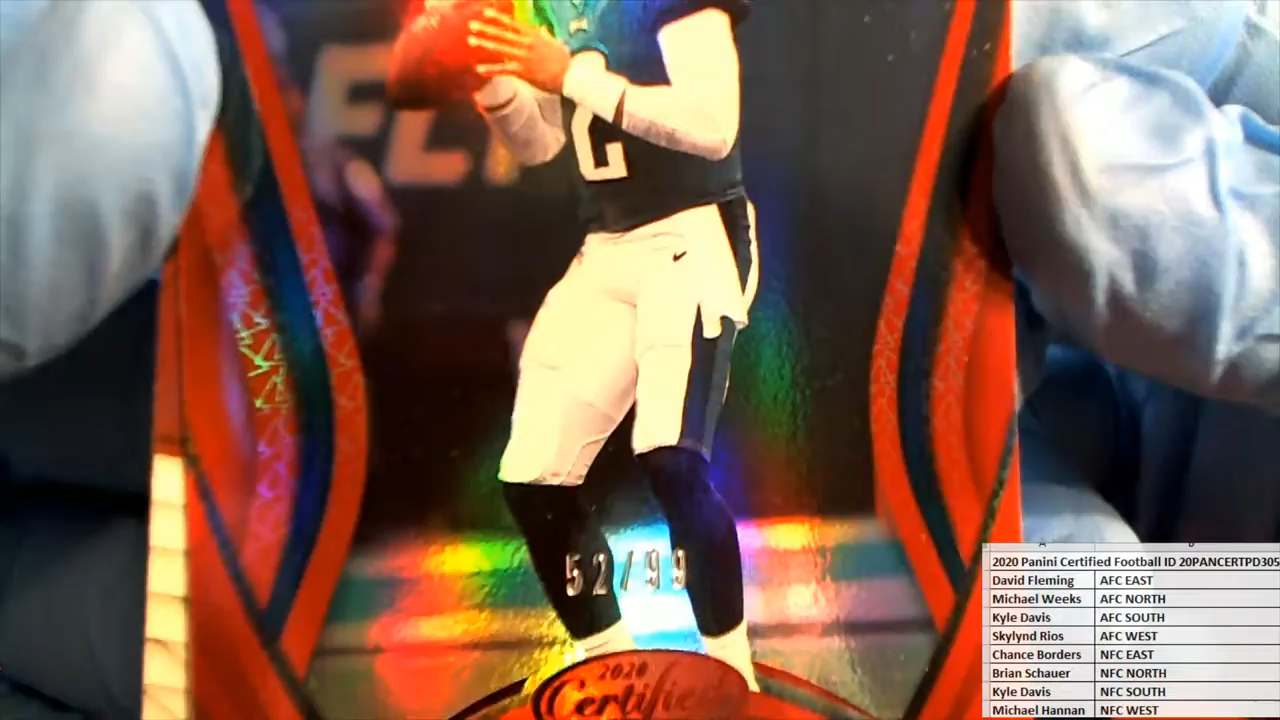 2
52/99
2020
Certified
2020 Panini Certified Football ID 20PANCERTPD305
David Fleming AFC EAST
Michael Weeks AFC NORTH
Kyle Davis AFC SOUTH
Skylynd Rios AFC WEST
Chance Borders NFC EAST
Brian Schauer NFC NORTH
Kyle Davis NFC SOUTH
Michael Hannan NFC WEST